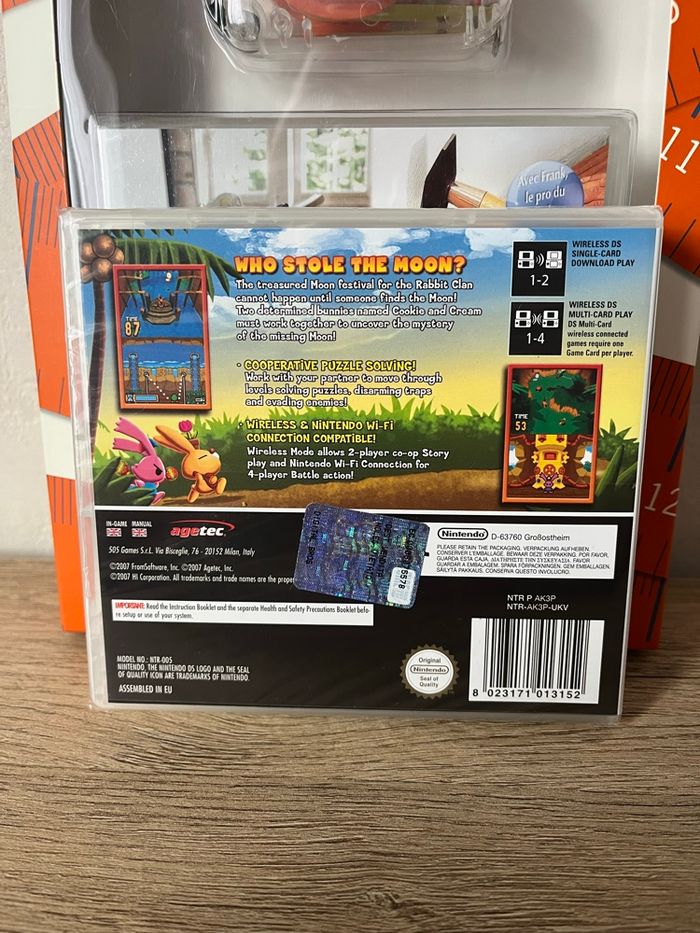 11
12
Avec Frank,
le pro du
WHO STOLE THE MOON?
The treasured Moon festival for the Rabbit Clan
cannot happen until someone finds the Moon!
Two determined bunnies named Cookie and Cream
must work together to uncover the mystery
of the missing Moon!
· COOPERATIVE PUZZLE SOLVING!
Work with your partner to move through
levels solving puzzles, disarming traps
and evading enemies!
· WIRELESS & NINTENDO Wi-Fi
CONNECTION COMPATIBLE!
Wireless Mode allows 2-player co-op Story
play and Nintendo Wi-Fi Connection for
4-player Battle action!
TIME
87
1-2
WIRELESS DS
SINGLE-CARD
DOWNLOAD PLAY
1-4
WIRELESS DS
MULTI-CARD PLAY
DS Multi-Card
wireless connected
games require one
Game Card per player.
TIME
53
IN-GAME MANUAL
agetec
505 Games S.r.L. Via Bisceglie, 76 - 20152 Milan, Italy
©2007 FromSoftware, Inc. ©2007 Agetec, Inc.
©2007 HI Corporation. All trademarks and trade names are the proper
IMPORTANT: Read the Instruction Booklet and the separate Health and Safety Precautions Booklet befo-
re setup or use of your system.
5578
Nintendo D-63760 Großostheim
PLEASE RETAIN THE PACKAGING. VERPACKUNG AUFHEBEN.
CONSERVER L'EMBALLAGE. BEWAAR DEZE VERPAKKING. POR FAVOR,
GUARDA ESTA CAJA. ΔΙΑΤΗΡΗΣΤΕ ΤΗΝ ΣΥΣΚΕΥΑΣΙΑ. FAVOR
GUARDAR A EMBALAGEM. SPARA FÖRPACKNINGEN. GEM EMBALLAGEN.
SÄILYTÄ PAKKAUS. CONSERVA QUESTO INVOLUCRO.
NTR P AK3P
NTR-AK3P-UKV
MODEL NO.: NTR-005
NINTENDO, THE NINTENDO DS LOGO AND THE SEAL
OF QUALITY ICON ARE TRADEMARKS OF NINTENDO.
ASSEMBLED IN EU
Original
Nintendo
Seal of
Quality
8 023171 013152